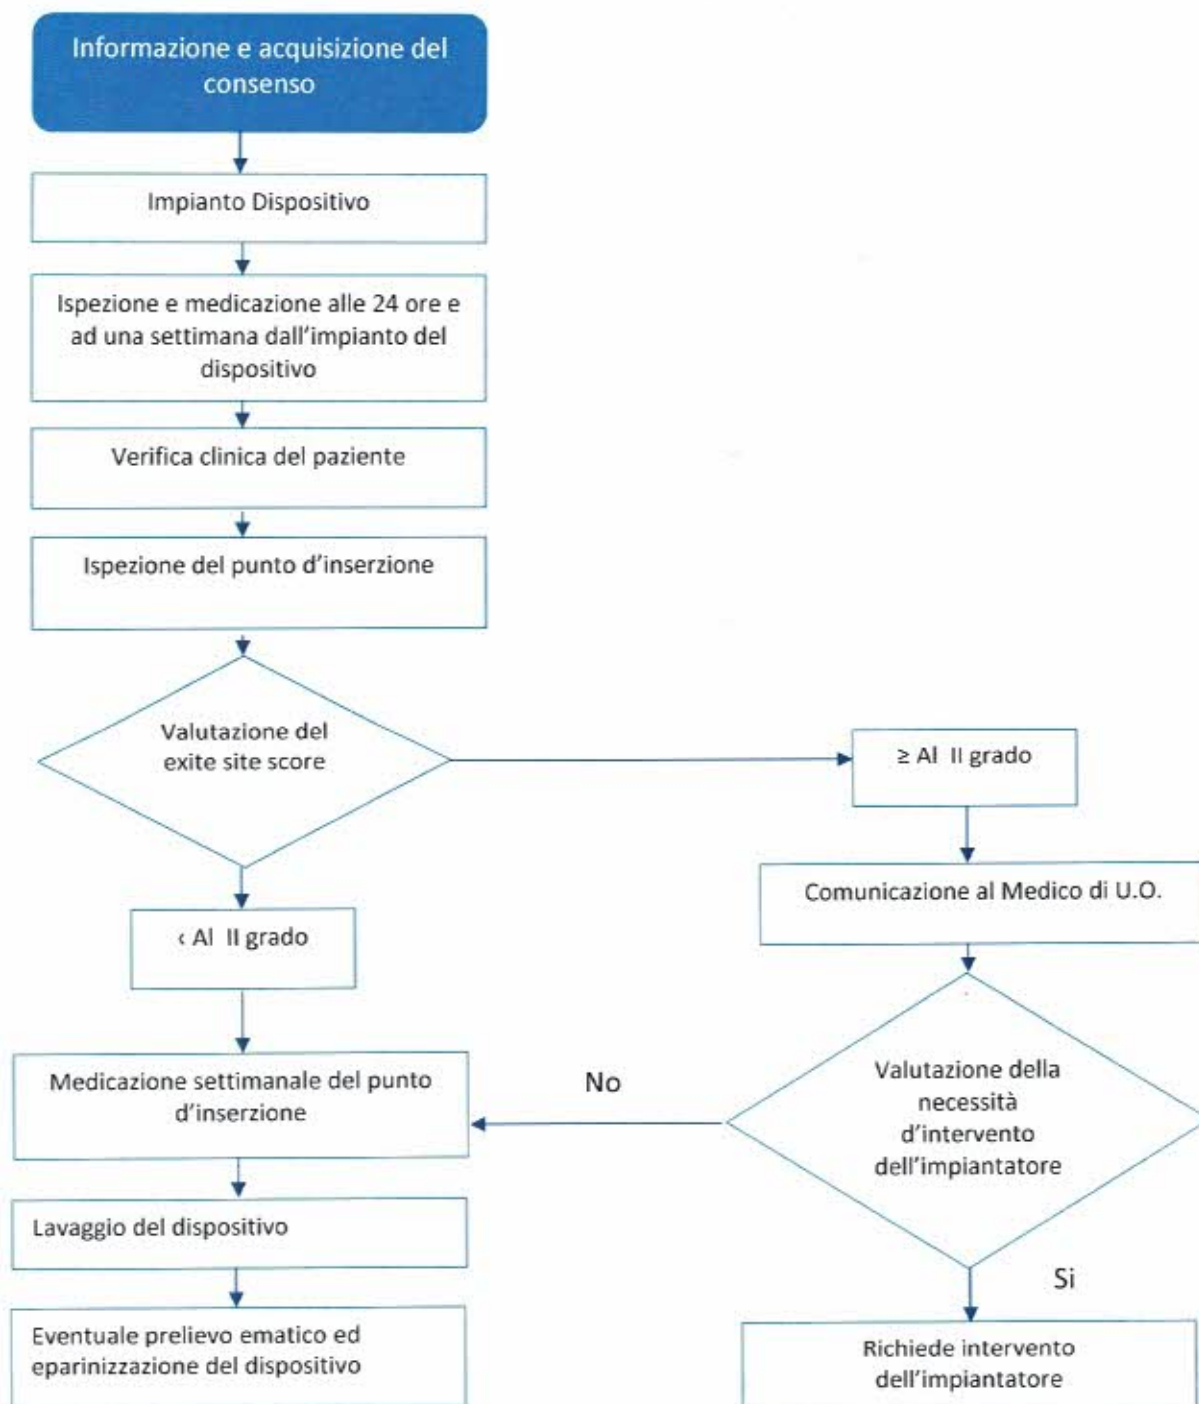 Informazione e acquisizione del
consenso
Impianto Dispositivo
Ispezione e medicazione alle 24 ore e
ad una settimana dall'impianto del
dispositivo
Verifica clinica del paziente
Ispezione del punto d'inserzione
Valutazione del
exite site score
≥ Al II grado
Comunicazione al Medico di U.O.
‹ Al II grado
Medicazione settimanale del punto
d'inserzione
No
Valutazione della
necessità
d'intervento
dell'impiantatore
Lavaggio del dispositivo
Si
Eventuale prelievo ematico ed
eparinizzazione del dispositivo
Richiede intervento
dell'impiantatore